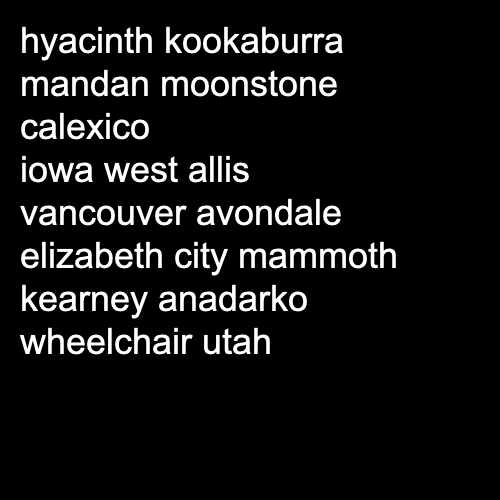 hyacinth kookaburra
mandan moonstone
calexico
iowa west allis
vancouver avondale
elizabeth city mammoth
kearney anadarko
wheelchair utah